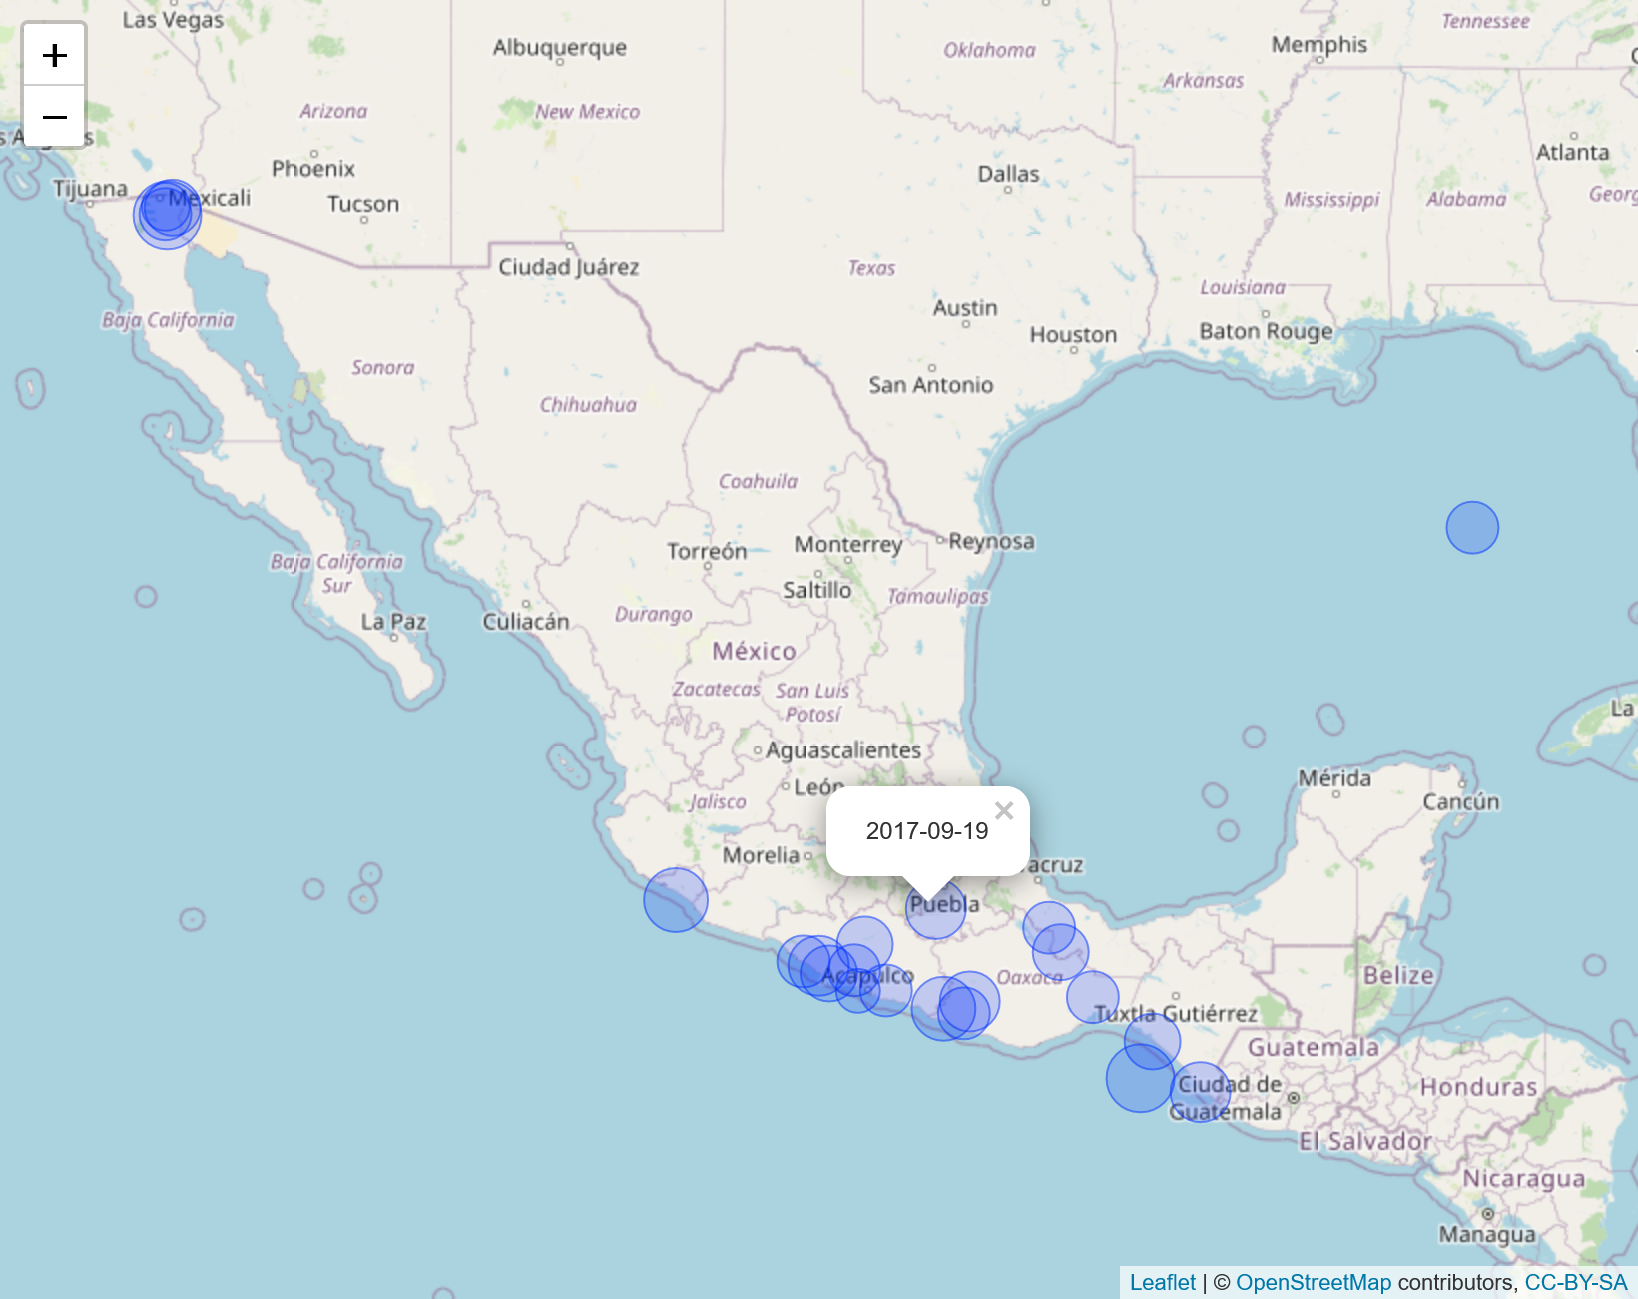 Las Vegas
Albuquerque
Oklahoma
Memphis
Tennessee
+
−
Arizona
New Mexico
Arkansas
Phoenix
Dallas
Atlanta
Tijuana
Mexicali
Tucson
Mississippi
Alabama
Georg
Ciudad Juárez
Texas
Louisiana
Austin
Baja California
Houston
Baton Rouge
Sonora
San Antonio
Chihuahua
Coahuila
Torreón
Monterrey
Reynosa
Baja California
Sur
Saltillo
Tamaulipas
La Paz
Culiacán
Durango
México
Zacatecas
San Luis
Potosí
La
Aguascalientes
León
Mérida
Jalisco
Cancún
×
2017-09-19
Morelia
acruz
Puebla
Acapulco
Oaxaca
Belize
Tuxtla Gutiérrez
Guatemala
Ciudad de
Guatemala
Honduras
El Salvador
Nicaragua
Managua
Leaflet | © OpenStreetMap contributors, CC-BY-SA